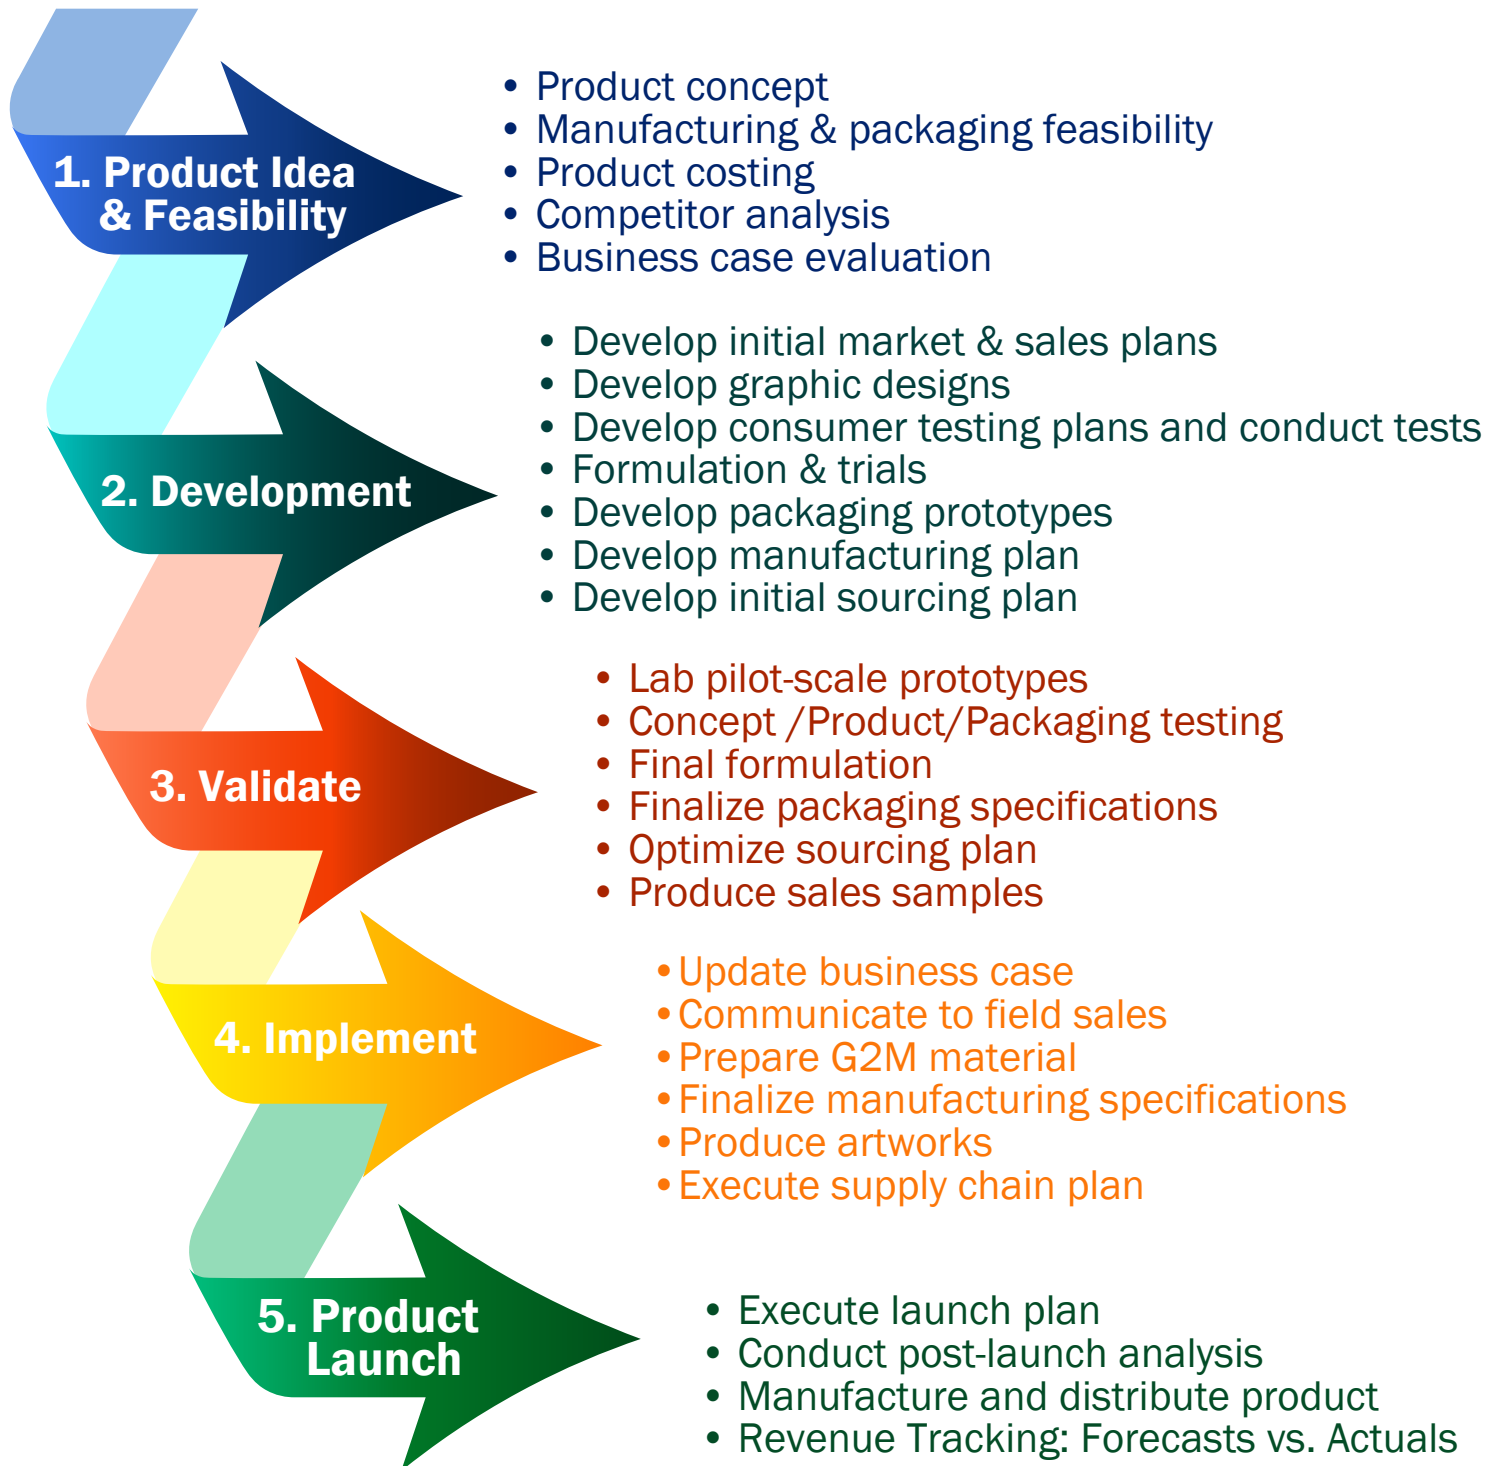 1. Product Idea
& Feasibility
• Product concept
• Manufacturing & packaging feasibility
• Product costing
• Competitor analysis
• Business case evaluation
2. Development
• Develop initial market & sales plans
• Develop graphic designs
• Develop consumer testing plans and conduct tests
• Formulation & trials
• Develop packaging prototypes
• Develop manufacturing plan
• Develop initial sourcing plan
3. Validate
• Lab pilot-scale prototypes
• Concept /Product/Packaging testing
• Final formulation
• Finalize packaging specifications
• Optimize sourcing plan
• Produce sales samples
4. Implement
•Update business case
•Communicate to field sales
•Prepare G2M material
•Finalize manufacturing specifications
•Produce artworks
•Execute supply chain plan
5. Product
Launch
• Execute launch plan
• Conduct post-launch analysis
• Manufacture and distribute product
• Revenue Tracking: Forecasts vs. Actuals